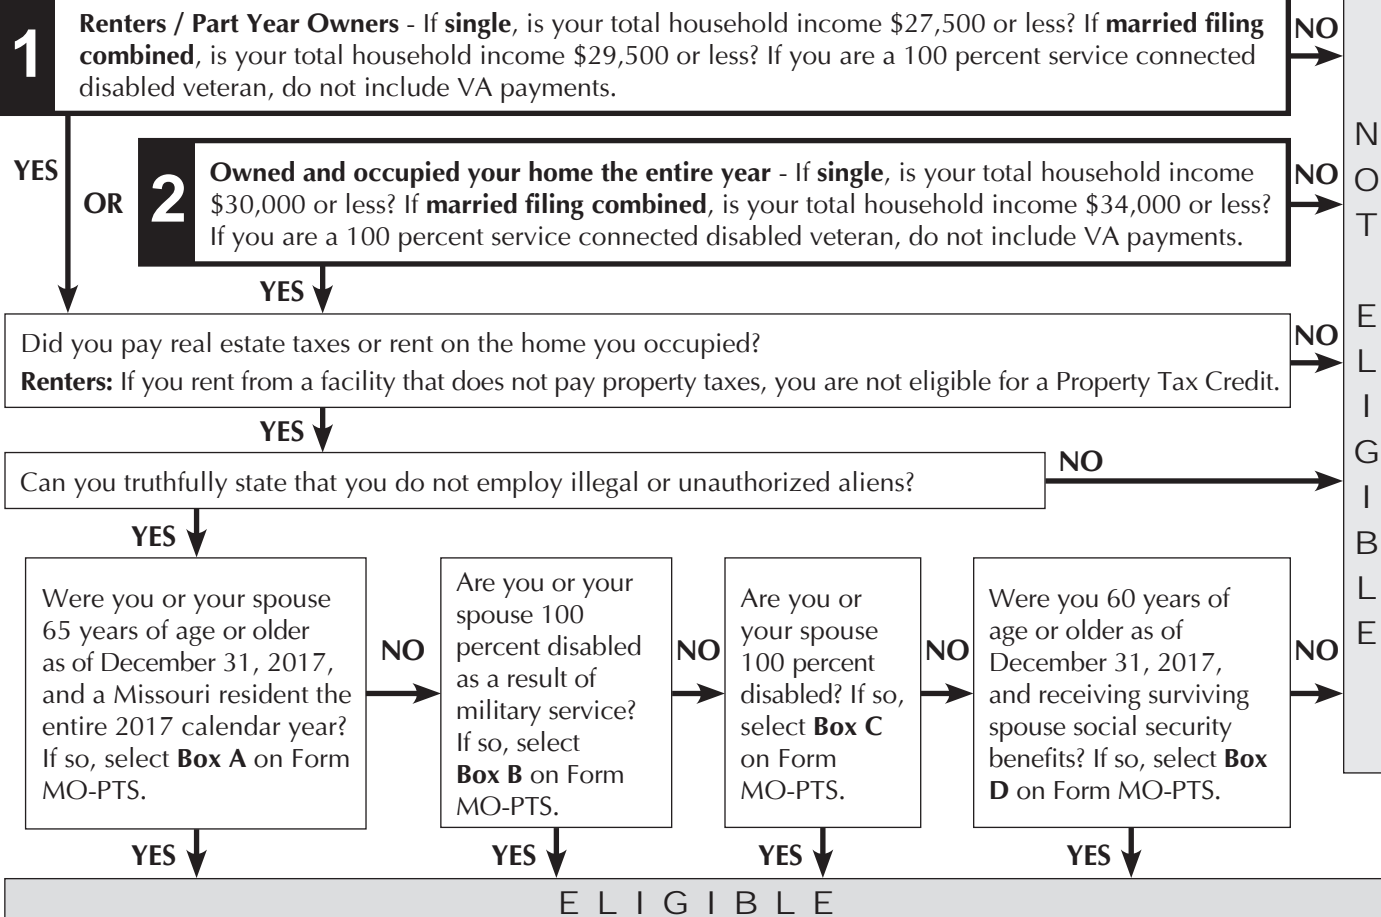 1
Renters / Part Year Owners - If single, is your total household income $27,500 or less? If married filing
combined, is your total household income $29,500 or less? If you are a 100 percent service connected
disabled veteran, do not include VA payments.
NO
YES
OR
2
Owned and occupied your home the entire year - If single, is your total household income
$30,000 or less? If married filing combined, is your total household income $34,000 or less?
If you are a 100 percent service connected disabled veteran, do not include VA payments.
NO
YES
Did you pay real estate taxes or rent on the home you occupied?
Renters: If you rent from a facility that does not pay property taxes, you are not eligible for a Property Tax Credit.
NO
YES
Can you truthfully state that you do not employ illegal or unauthorized aliens?
NO
YES
Were you or your spouse
65 years of age or older
as of December 31, 2017,
and a Missouri resident the
entire 2017 calendar year?
If so, select Box A on Form
MO-PTS.
NO
Are you or your
spouse 100
percent disabled
as a result of
military service?
If so, select
Box B on Form
MO-PTS.
NO
Are you or
your spouse
100 percent
disabled? If so,
select Box C
on Form
MO-PTS.
NO
Were you 60 years of
age or older as of
December 31, 2017,
and receiving surviving
spouse social security
benefits? If so, select Box
D on Form MO-PTS.
NO
YES
YES
YES
YES
NOT ELIGIBLE
ELIGIBLE